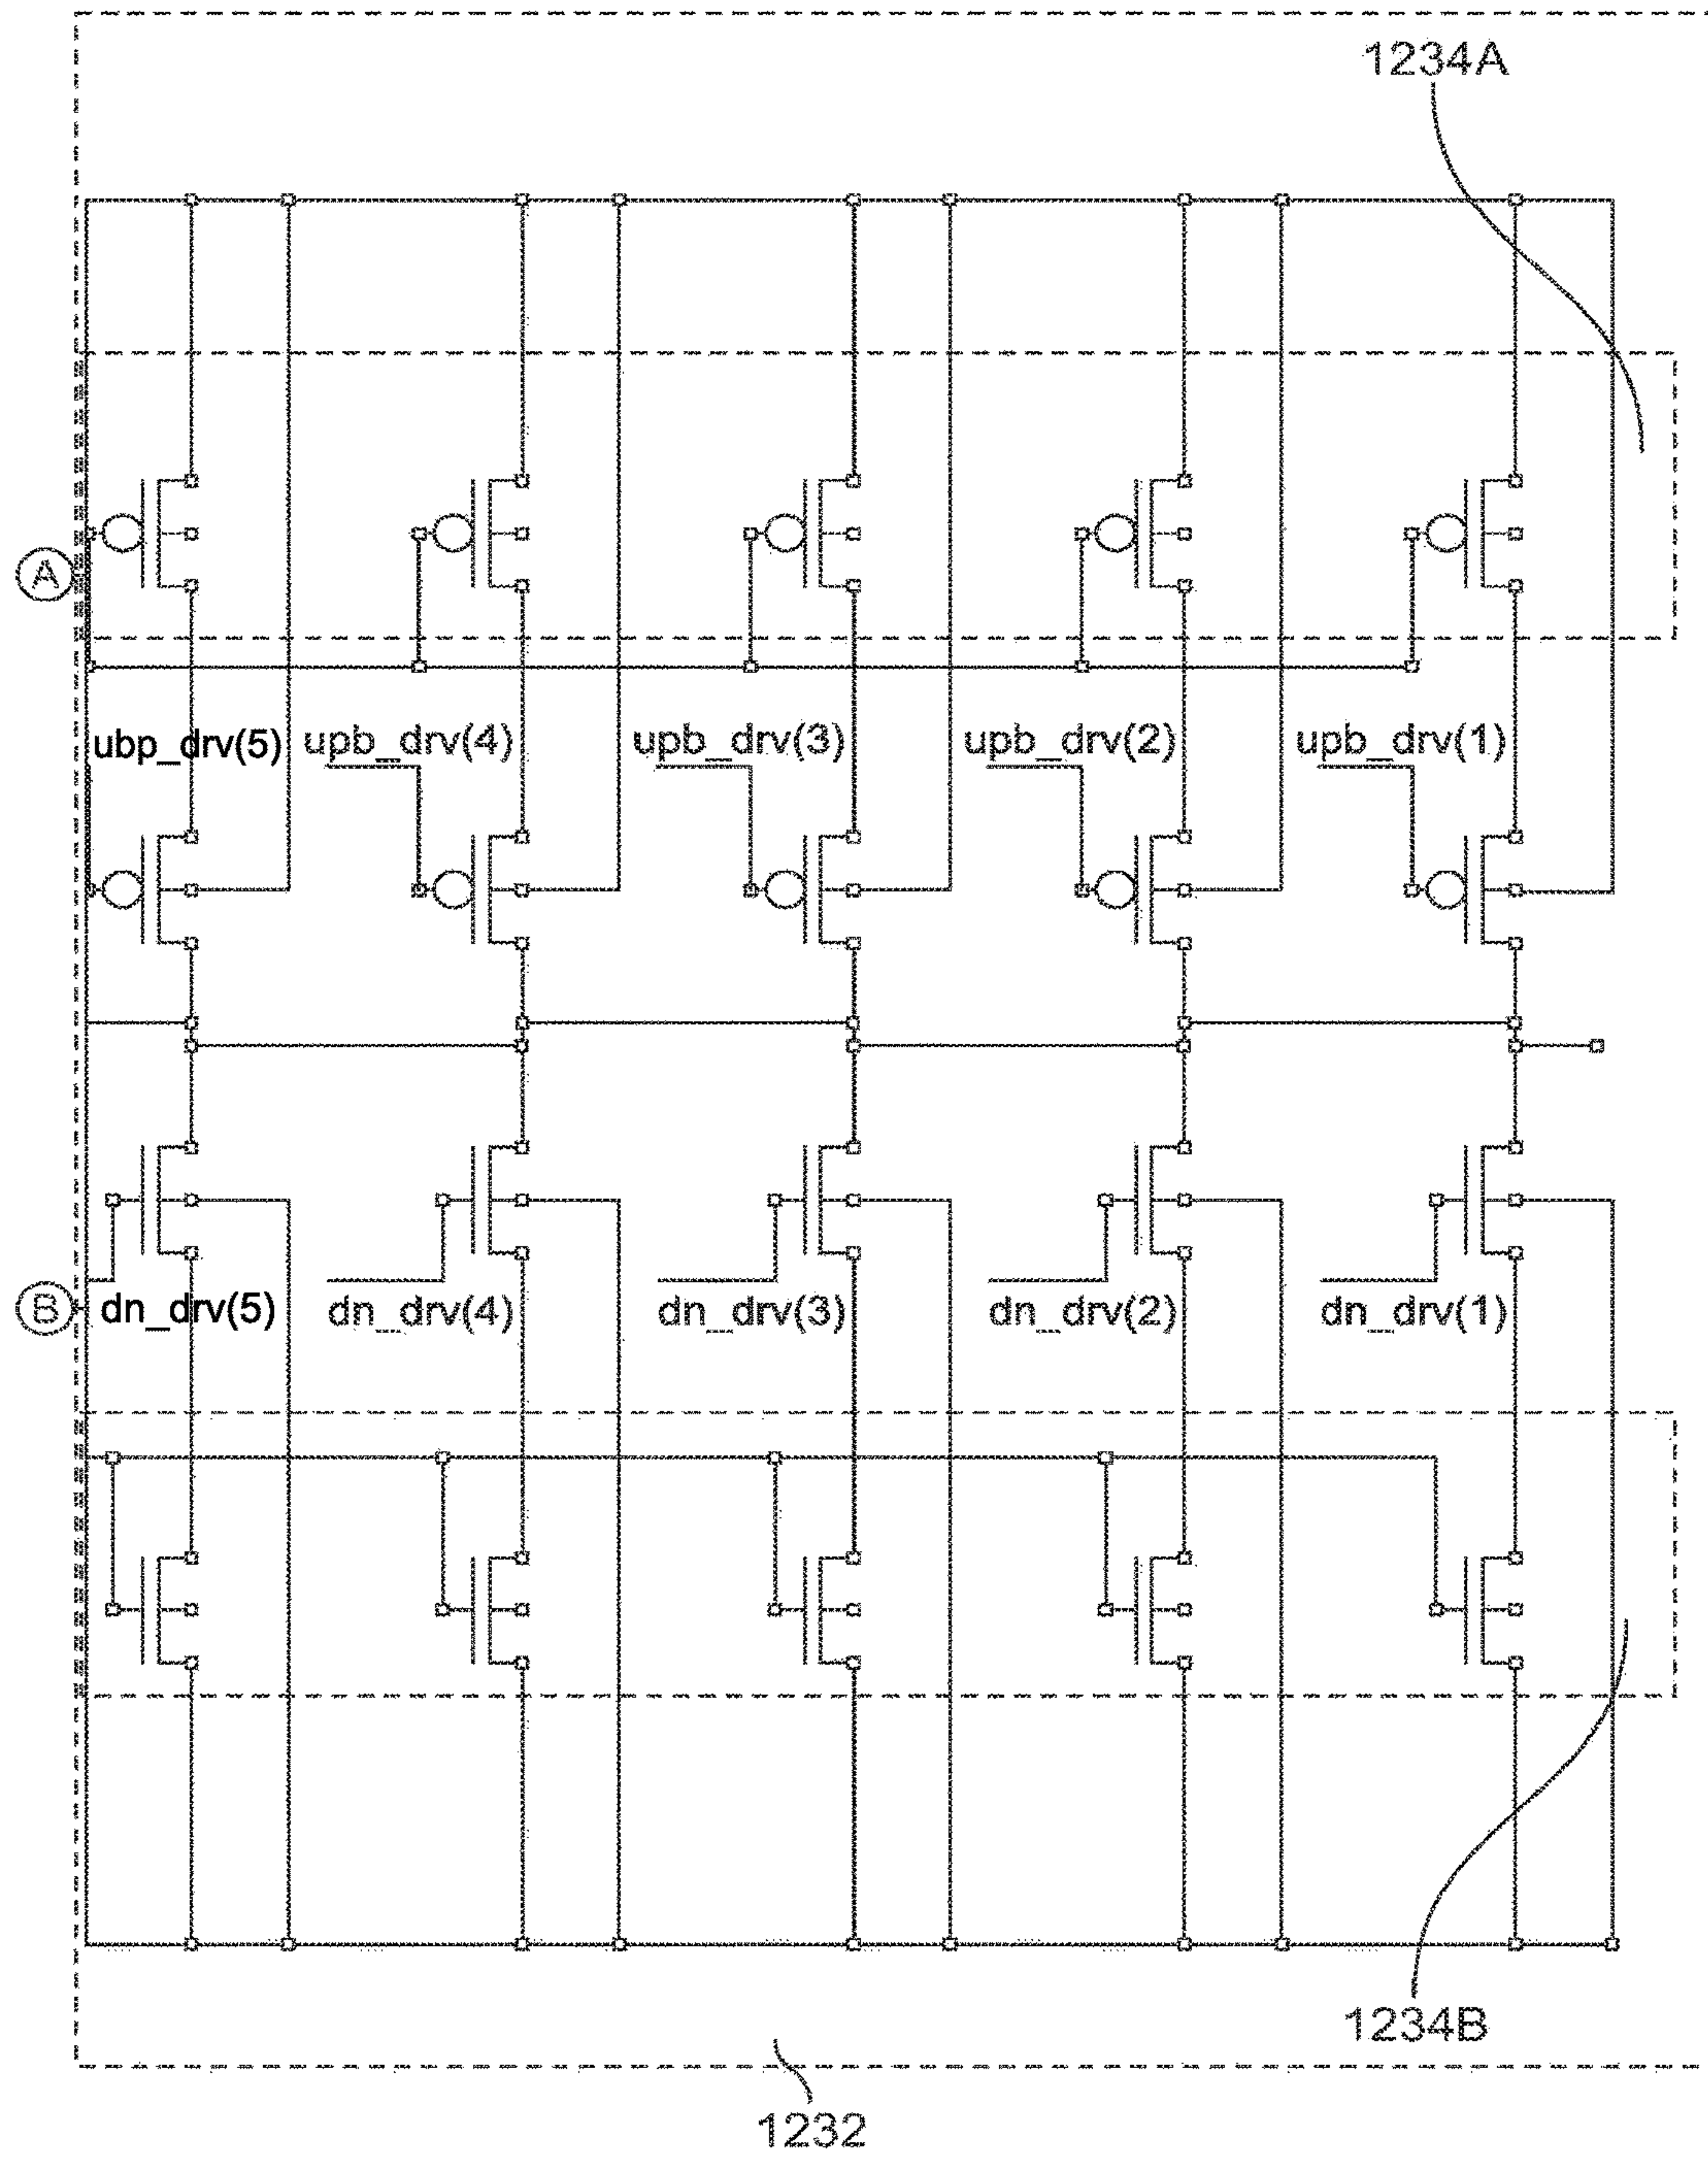 1234A
A
ubp_drv(5) upb_drv(4) upb_drv(3) upb_drv(2) upb_drv(1)
B dn_drv(5) dn_drv(4) dn_drv(3) dn_drv(2) dn_drv(1)
1234B
1232